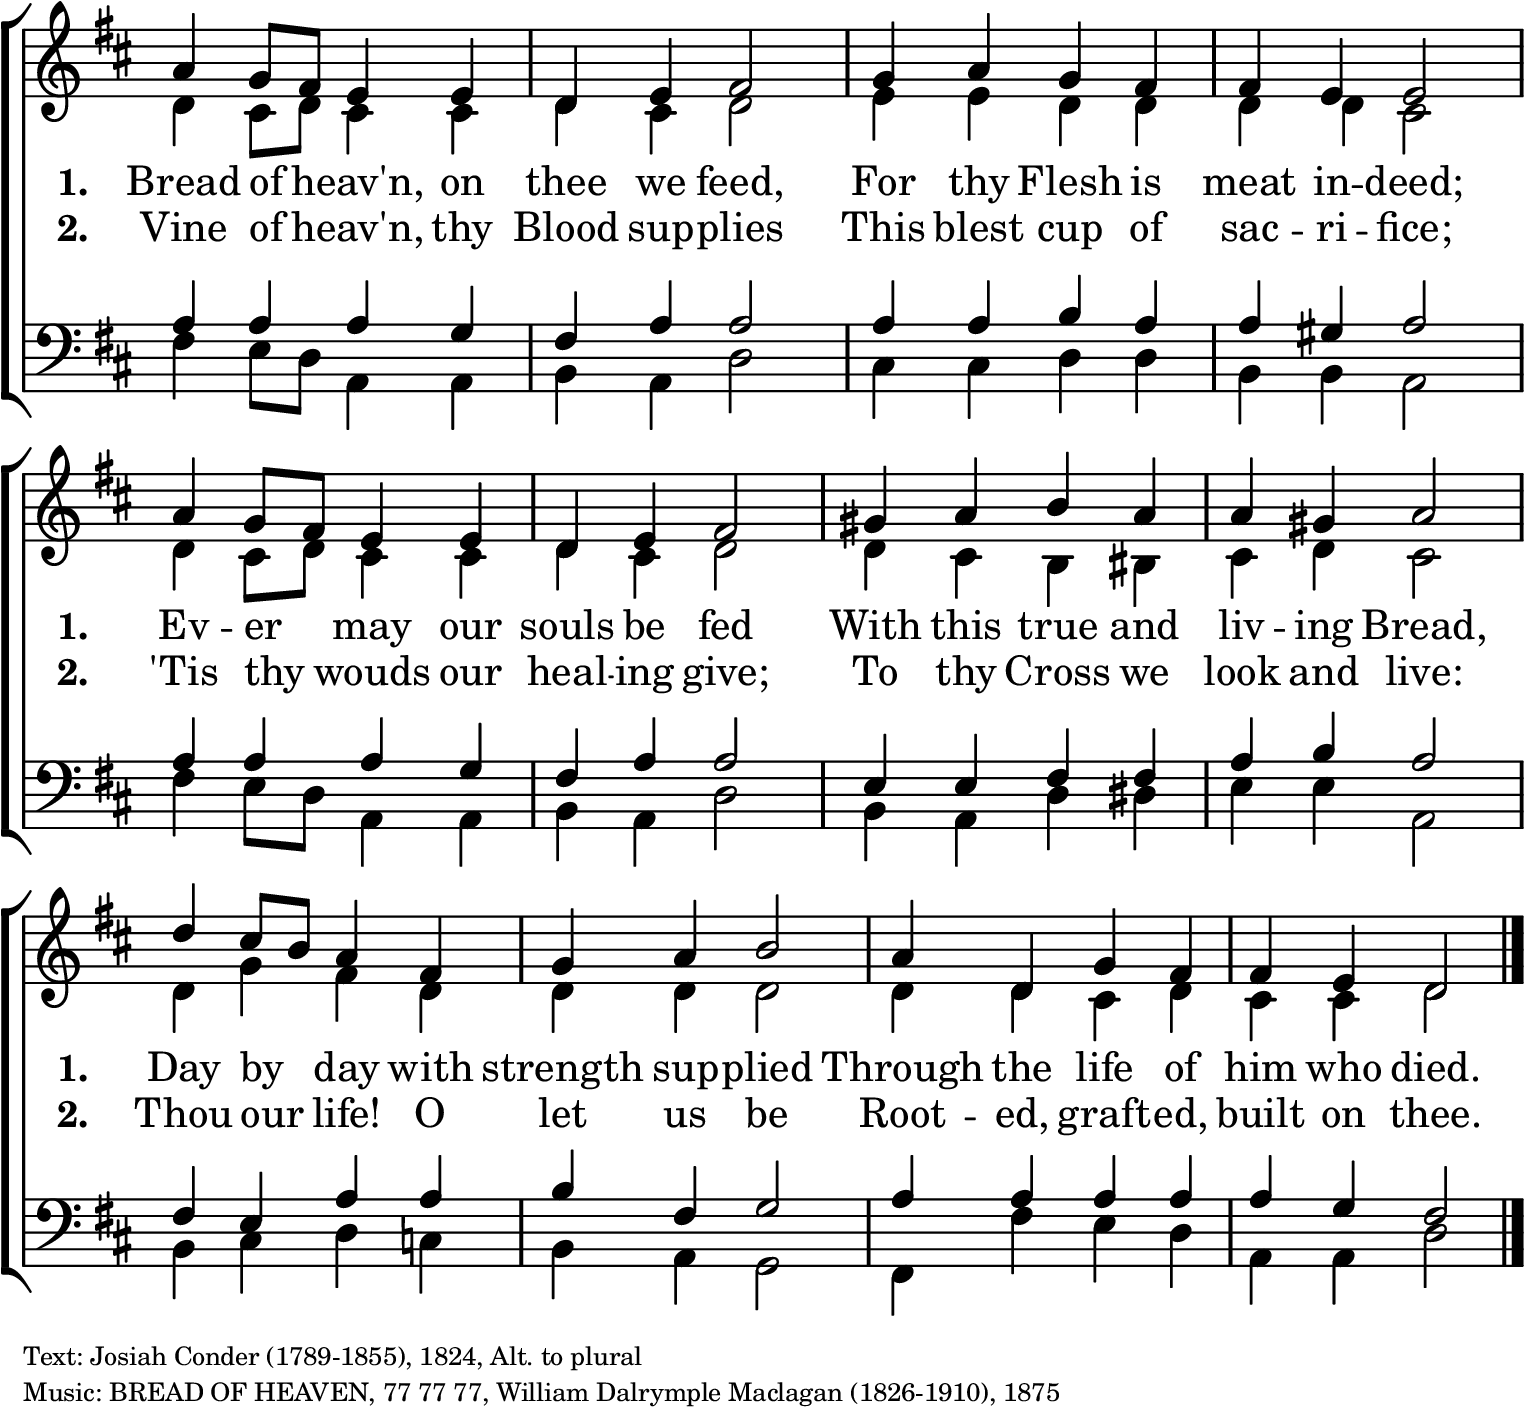 1. Bread of heav'n, on thee we feed, For thy Flesh is meat in -- deed;
2. Vine of heav'n, thy Blood supplies This blest cup of sac - ri - fice;
1. Ev - er may our souls be fed With this true and liv - ing Bread,
2. 'Tis thy wouds our heal - ing give; To thy Cross we look and live:
1. Day by day with strength supplied Through the life of him who died.
2. Thou our life! O let us be Root - ed, grafted, built on thee.
Text: Josiah Conder (1789-1855), 1824, Alt. to plural
Music: BREAD OF HEAVEN, 77 77 77, William Dalrymple Maclagan (1826-1910), 1875